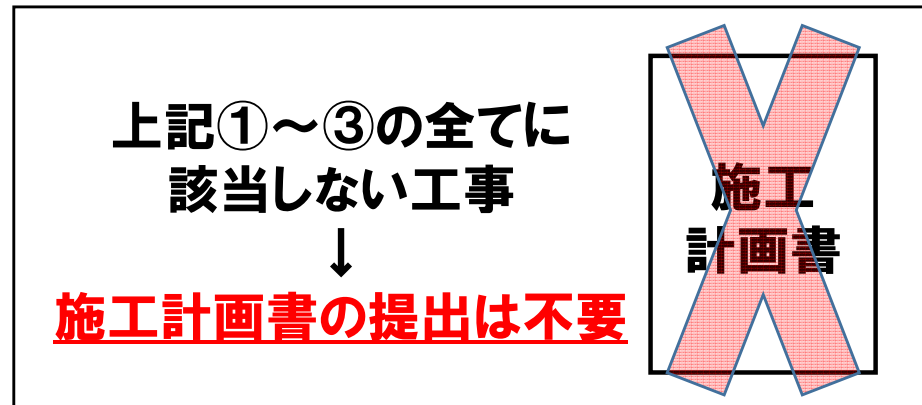 上記①～③の全てに
該当しない工事
↓
施工計画書の提出は不要
施工
計画書